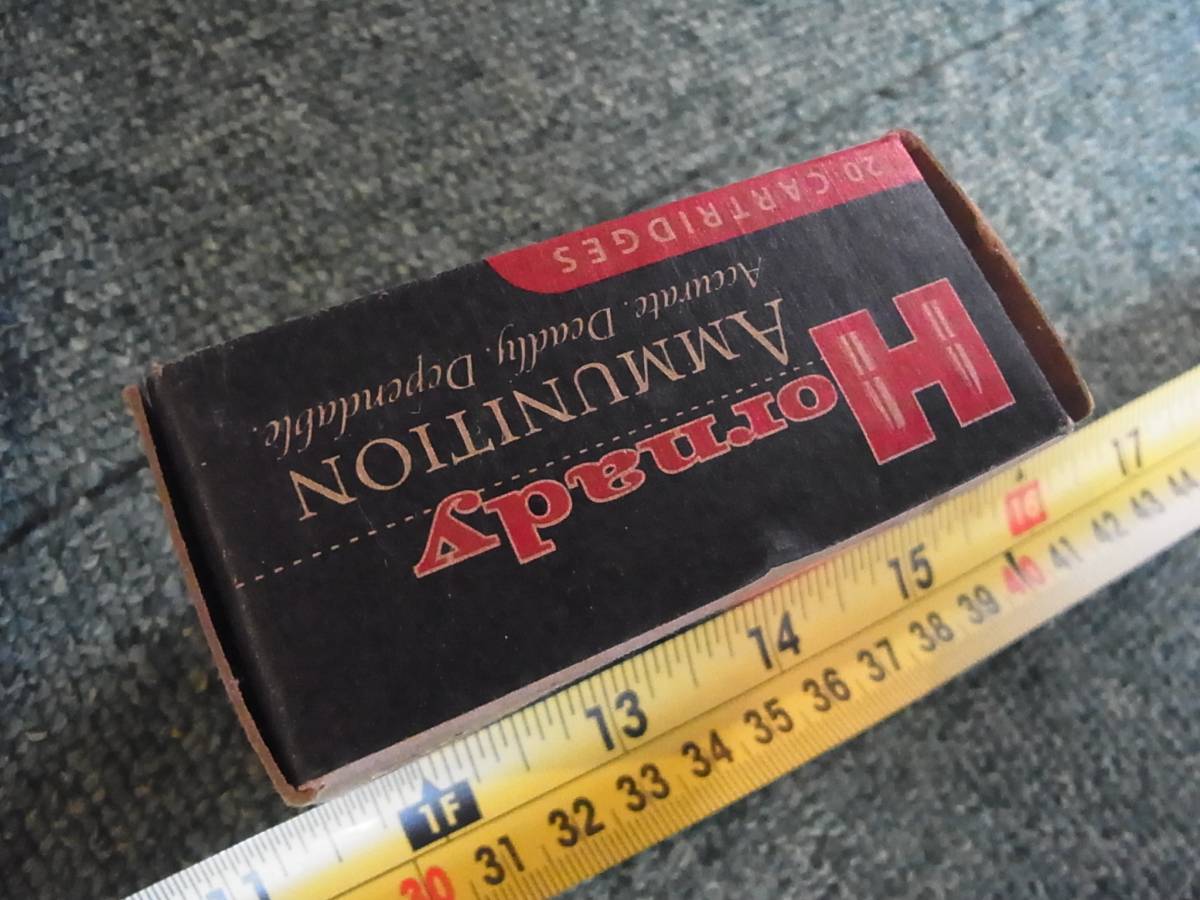 Hornady
AMMUNITION
Accurate. Deadly. Dependable.
20 CARTRIDGES
11 1F 13 14 15 16 17
30 31 32 33 34 35 36 37 38 39 40 41 42 43 44